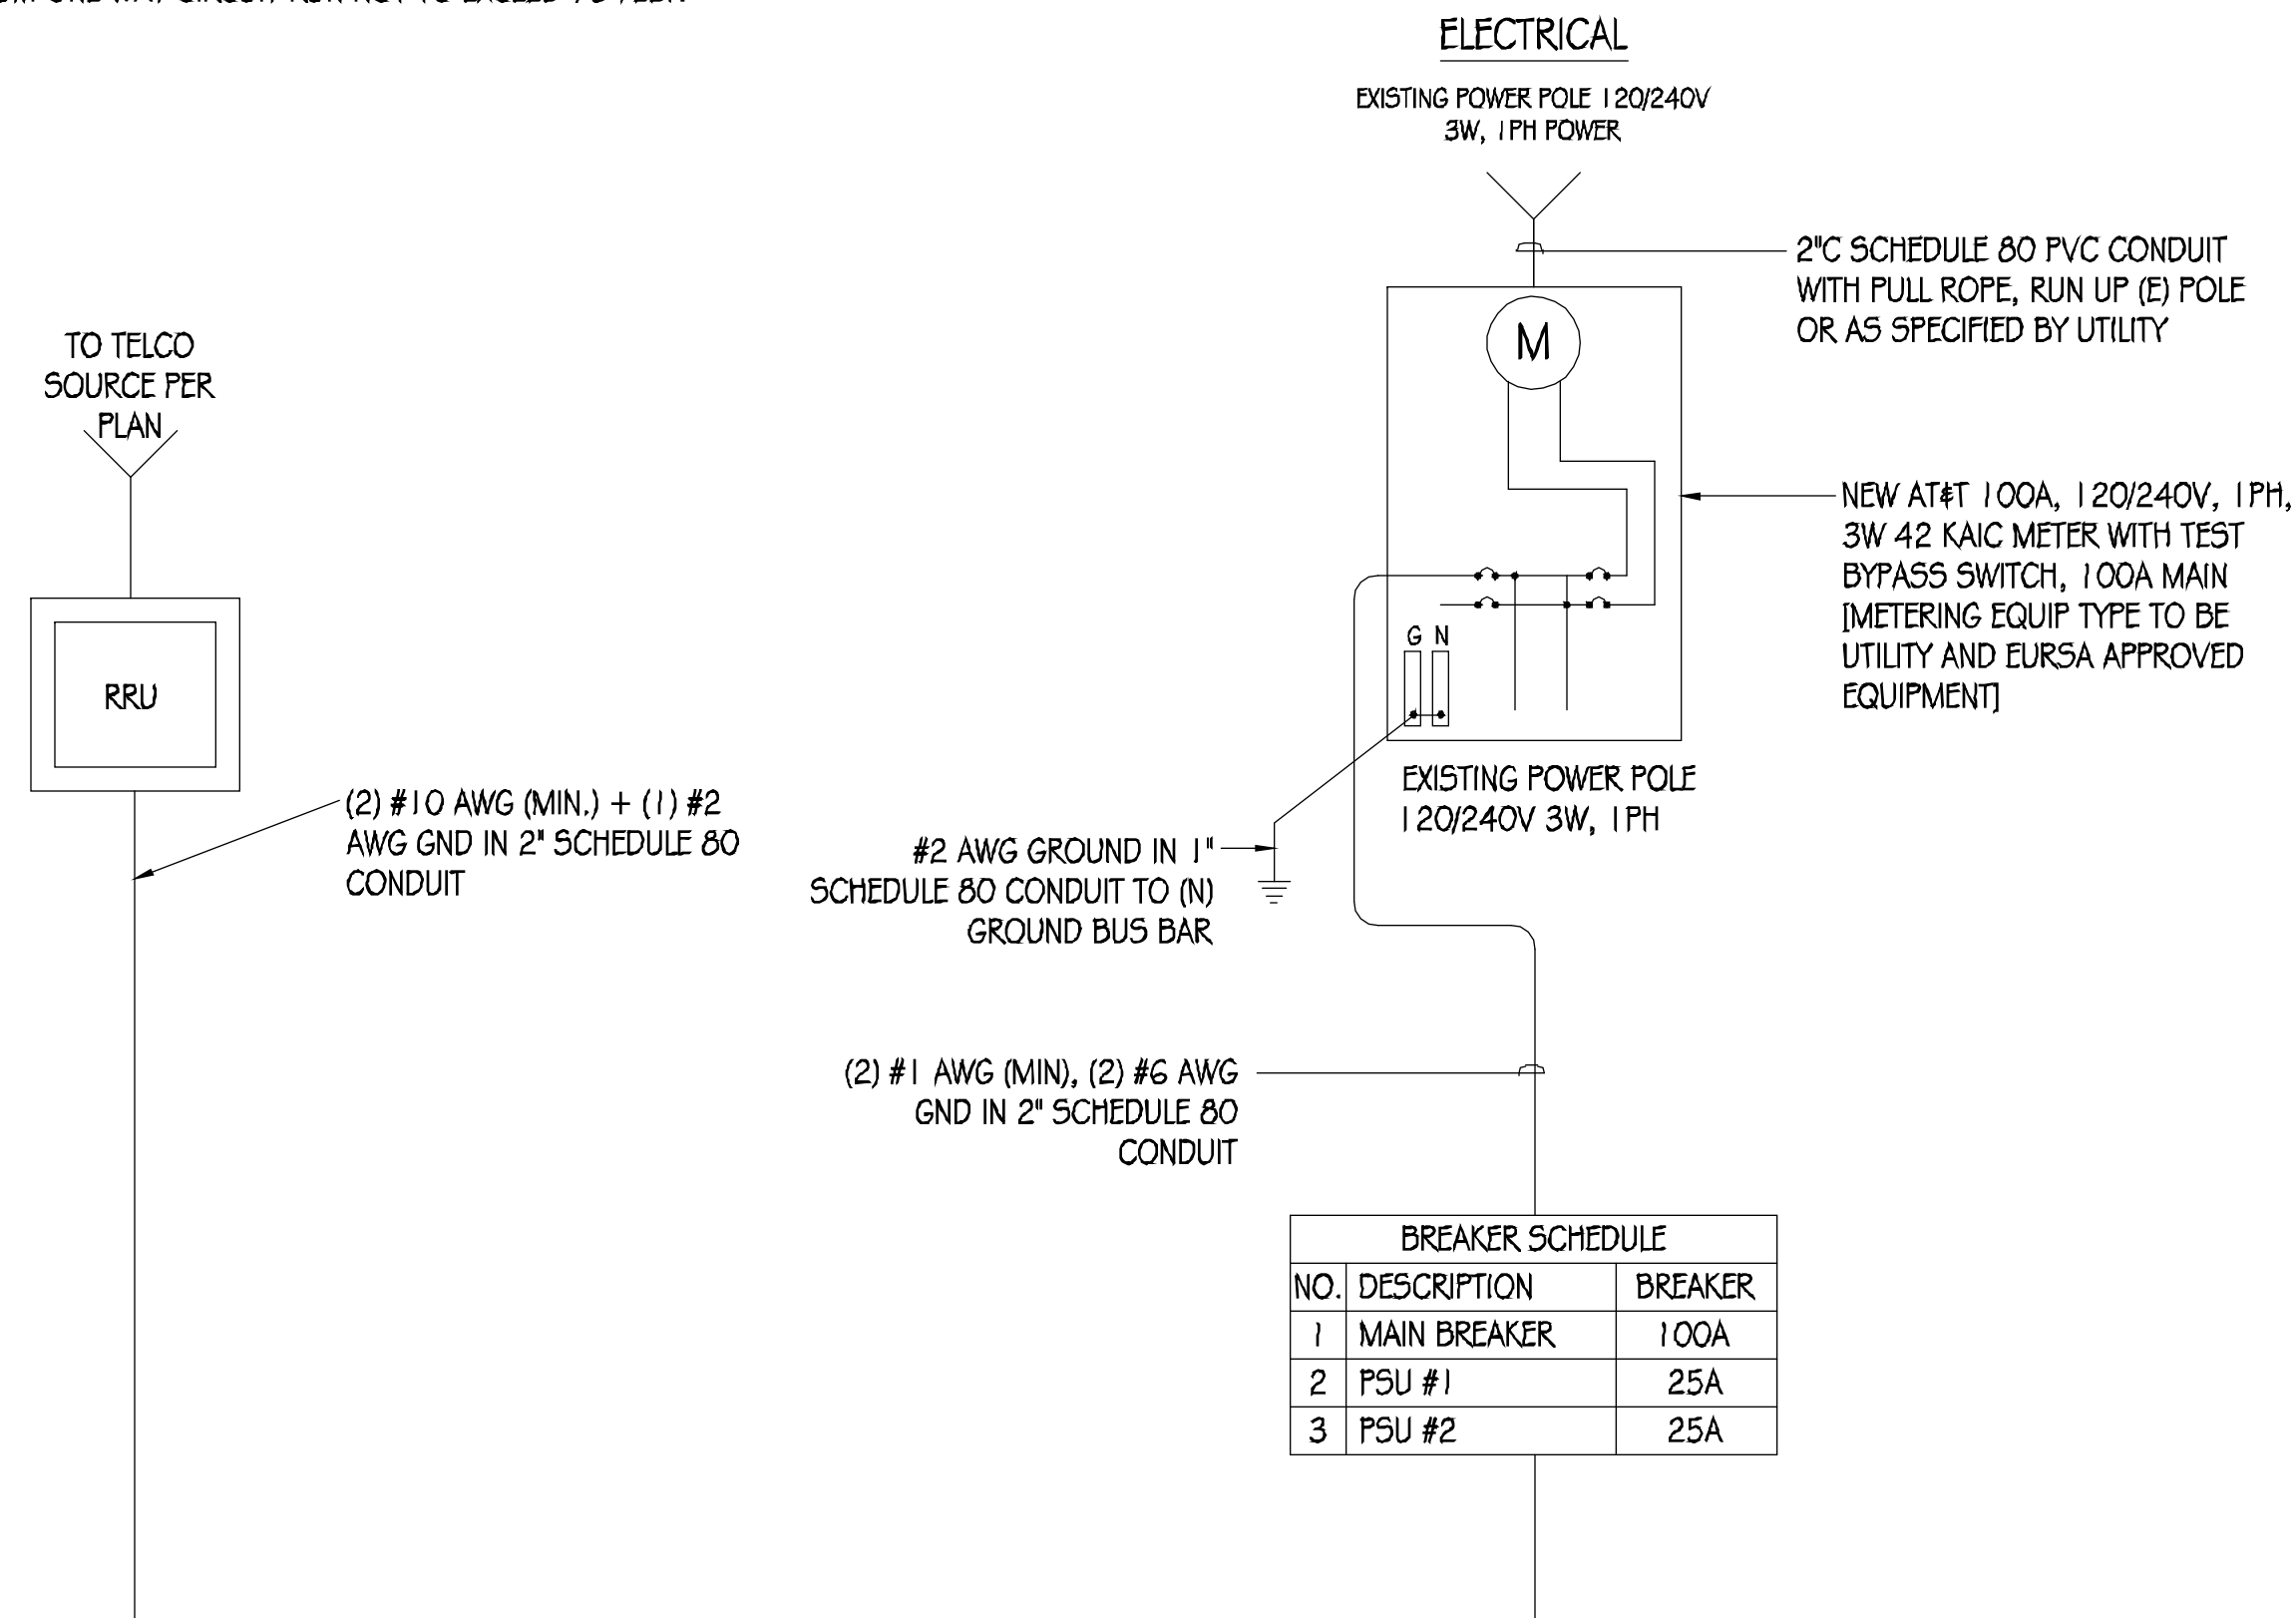 ELECTRICAL
EXISTING POWER POLE 120/240V
3W, 1PH POWER
2"C SCHEDULE 80 PVC CONDUIT
WITH PULL ROPE, RUN UP (E) POLE
OR AS SPECIFIED BY UTILITY
TO TELCO
SOURCE PER
PLAN
M
NEW AT&T 100A, 120/240V, 1PH,
3W 42 KAIC METER WITH TEST
BYPASS SWITCH, 100A MAIN
[METERING EQUIP TYPE TO BE
UTILITY AND EURSA APPROVED
EQUIPMENT]
G N
RRU
EXISTING POWER POLE
120/240V 3W, 1PH
(2) #10 AWG (MIN.) + (1) #2
AWG GND IN 2" SCHEDULE 80
CONDUIT
#2 AWG GROUND IN 1"
SCHEDULE 80 CONDUIT TO (N)
GROUND BUS BAR
(2) #1 AWG (MIN), (2) #6 AWG
GND IN 2" SCHEDULE 80
CONDUIT
BREAKER SCHEDULE
NO. DESCRIPTION BREAKER
1 MAIN BREAKER 100A
2 PSU #1 25A
3 PSU #2 25A